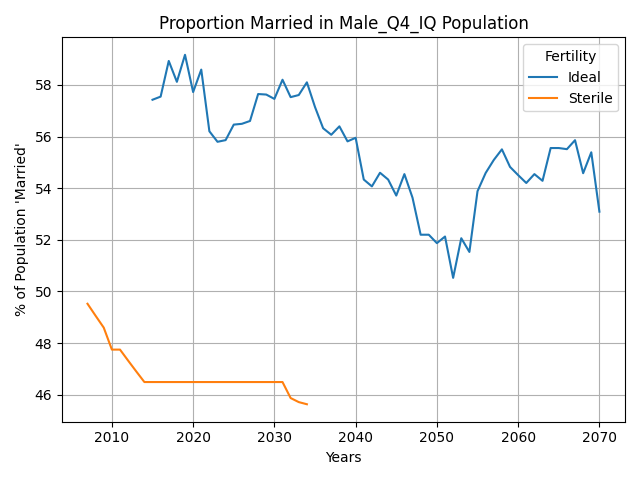 Proportion Married in Male_Q4_IQ Population
Fertility
Ideal
Sterile
% of Population 'Married'
58
56
54
52
50
48
46
2010 2020 2030 2040 2050 2060 2070
Years